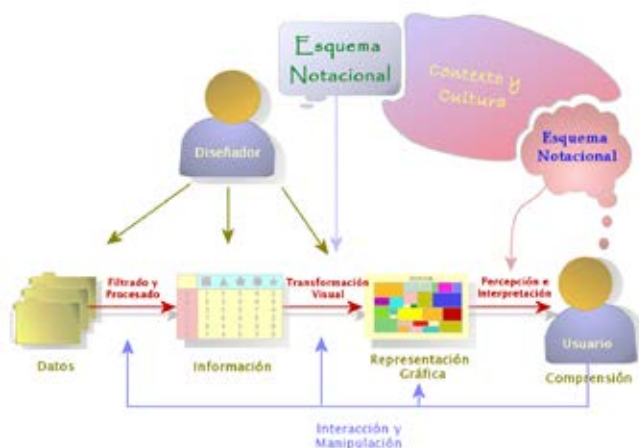 Esquema
Notacional
Contexto y
Cultura
Esquema
Notacional
Diseñador
Filtrado y
Procesado
Transformación
Visual
Percepción e
Interpretación
Usuario
Datos
Información
Representación
Gráfica
Comprensión
Interacción y
Manipulación